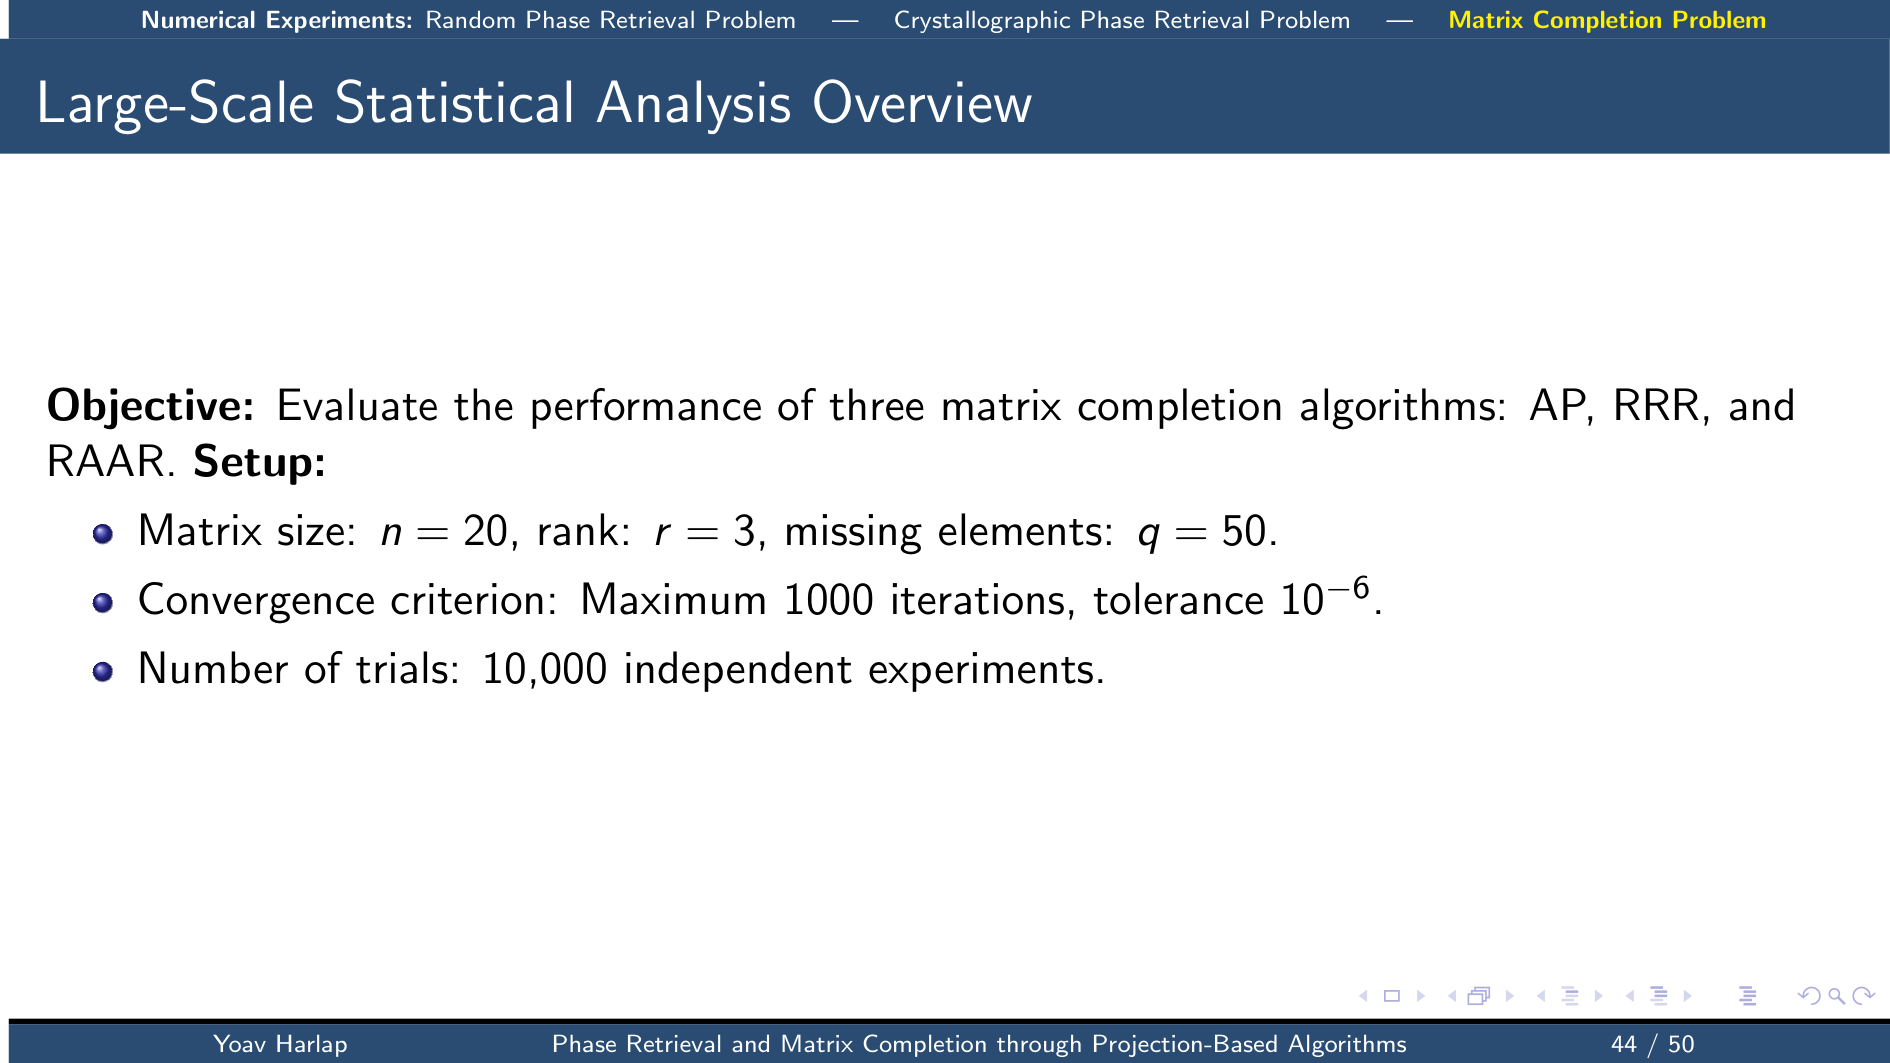 Numerical Experiments: Random Phase Retrieval Problem — Crystallographic Phase Retrieval Problem — Matrix Completion Problem
Large-Scale Statistical Analysis Overview
Objective: Evaluate the performance of three matrix completion algorithms: AP, RRR, and
RAAR. Setup:
Matrix size: n = 20, rank: r = 3, missing elements: q = 50.
Convergence criterion: Maximum 1000 iterations, tolerance 10⁻⁶.
Number of trials: 10,000 independent experiments.
Yoav Harlap Phase Retrieval and Matrix Completion through Projection-Based Algorithms 44 / 50